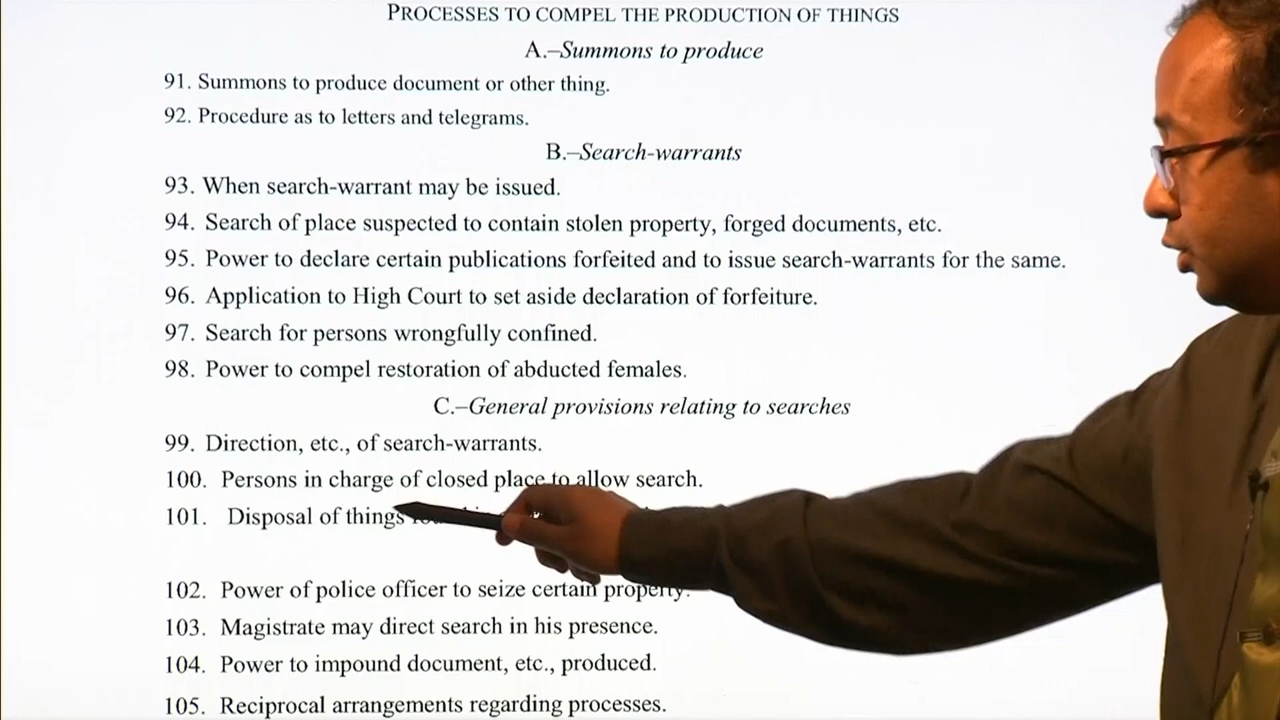 PROCESSES TO COMPEL THE PRODUCTION OF THINGS
A.–Summons to produce
91. Summons to produce document or other thing.
92. Procedure as to letters and telegrams.
B.–Search-warrants
93. When search-warrant may be issued.
94. Search of place suspected to contain stolen property, forged documents, etc.
95. Power to declare certain publications forfeited and to issue search-warrants for the same.
96. Application to High Court to set aside declaration of forfeiture.
97. Search for persons wrongfully confined.
98. Power to compel restoration of abducted females.
C.–General provisions relating to searches
99. Direction, etc., of search-warrants.
100. Persons in charge of closed place to allow search.
101. Disposal of things
102. Power of police officer to seize certain property.
103. Magistrate may direct search in his presence.
104. Power to impound document, etc., produced.
105. Reciprocal arrangements regarding processes.